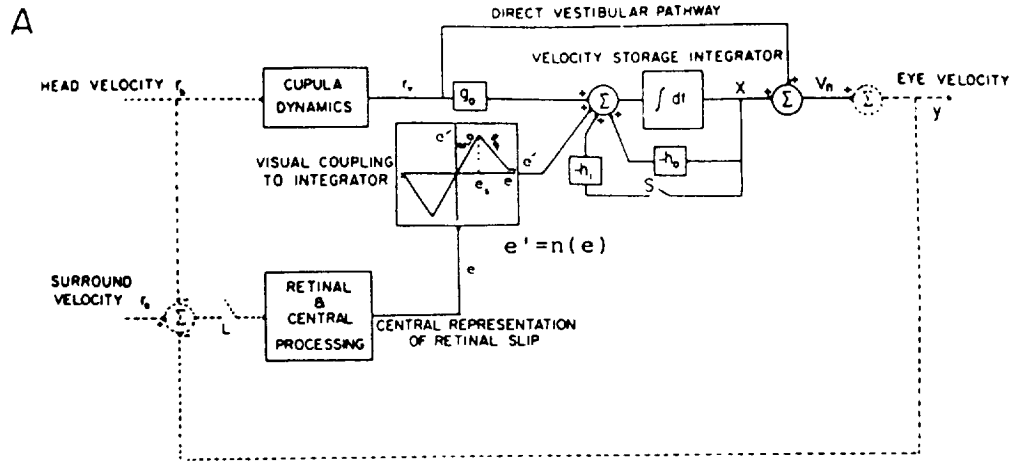 A
DIRECT VESTIBULAR PATHWAY
VELOCITY STORAGE INTEGRATOR
HEAD VELOCITY
CUPULA
DYNAMICS
g₀
Σ
∫ dt
X
Σ
Vn
Σ
EYE VELOCITY
y
VISUAL COUPLING
TO INTEGRATOR
e'
e
e'
-h₁
-h₀
S
e'=n(e)
e
SURROUND
VELOCITY
Σ
L
RETINAL
&
CENTRAL
PROCESSING
CENTRAL REPRESENTATION
OF RETINAL SLIP